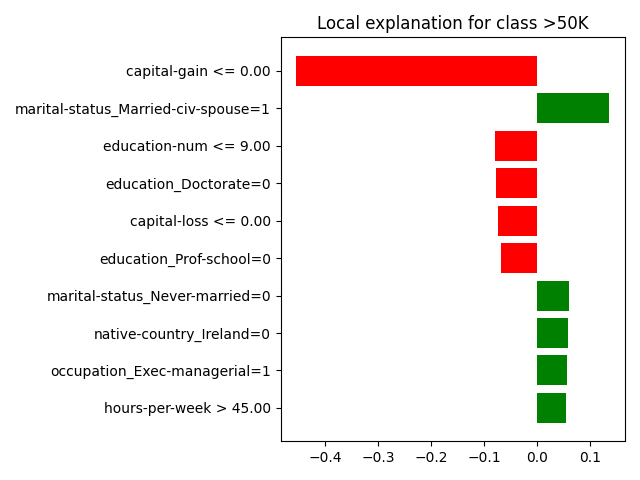 Local explanation for class >50K
capital-gain <= 0.00
marital-status_Married-civ-spouse=1
education-num <= 9.00
education_Doctorate=0
capital-loss <= 0.00
education_Prof-school=0
marital-status_Never-married=0
native-country_Ireland=0
occupation_Exec-managerial=1
hours-per-week > 45.00
−0.4 −0.3 −0.2 −0.1 0.0 0.1